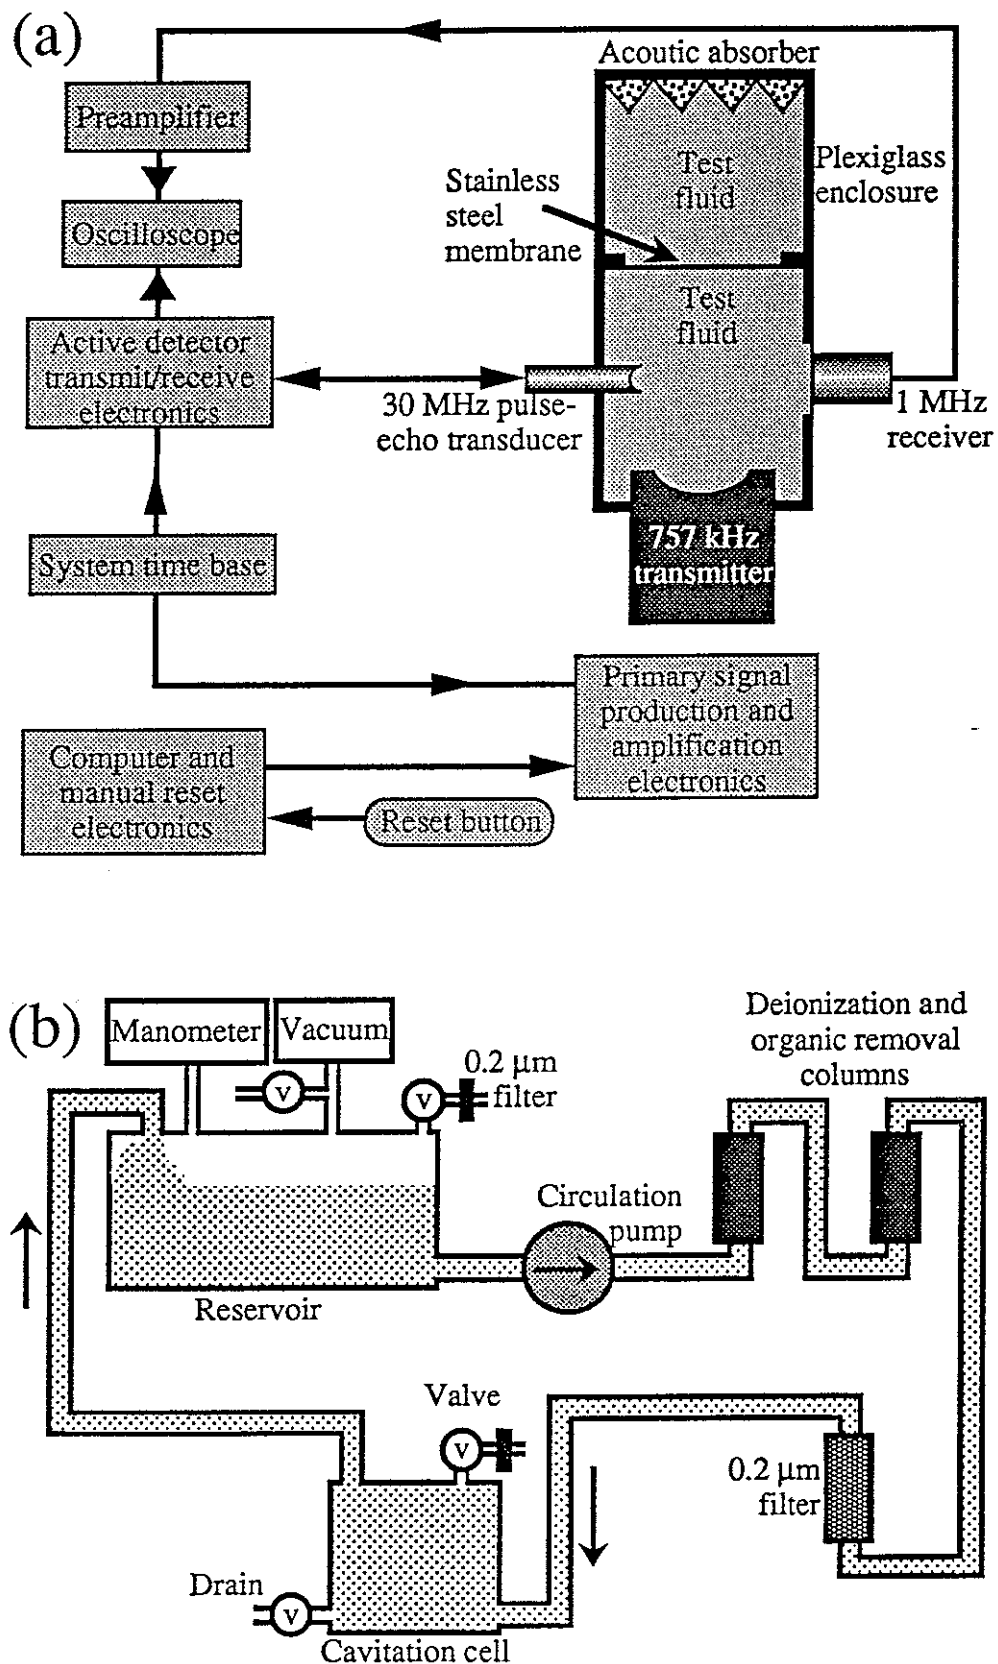 (a)
Acoutic absorber
Preamplifier
Oscilloscope
Active detector
transmit/receive
electronics
System time base
Stainless
steel
membrane
Test
fluid
Plexiglass
enclosure
Test
fluid
30 MHz pulse-
echo transducer
1 MHz
receiver
757 kHz
transmitter
Primary signal
production and
amplification
electronics
Computer and
manual reset
electronics
Reset button
(b)
Manometer
Vacuum
V
V
0.2 μm
filter
Deionization and
organic removal
columns
Circulation
pump
Reservoir
Valve
V
0.2 μm
filter
Drain
V
Cavitation cell